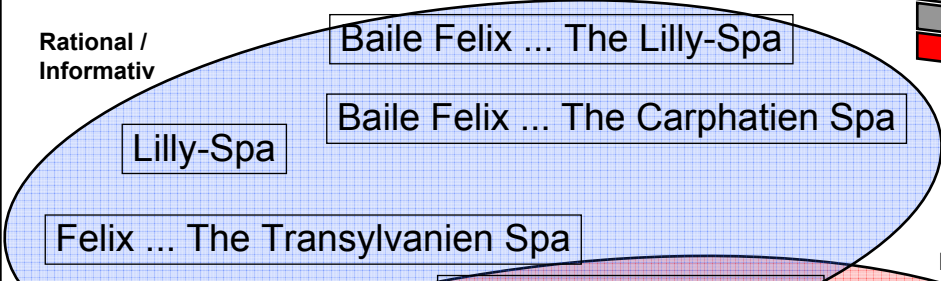 Rational /
Informativ
Baile Felix ... The Lilly-Spa
Baile Felix ... The Carphatien Spa
Lilly-Spa
Felix ... The Transylvanien Spa